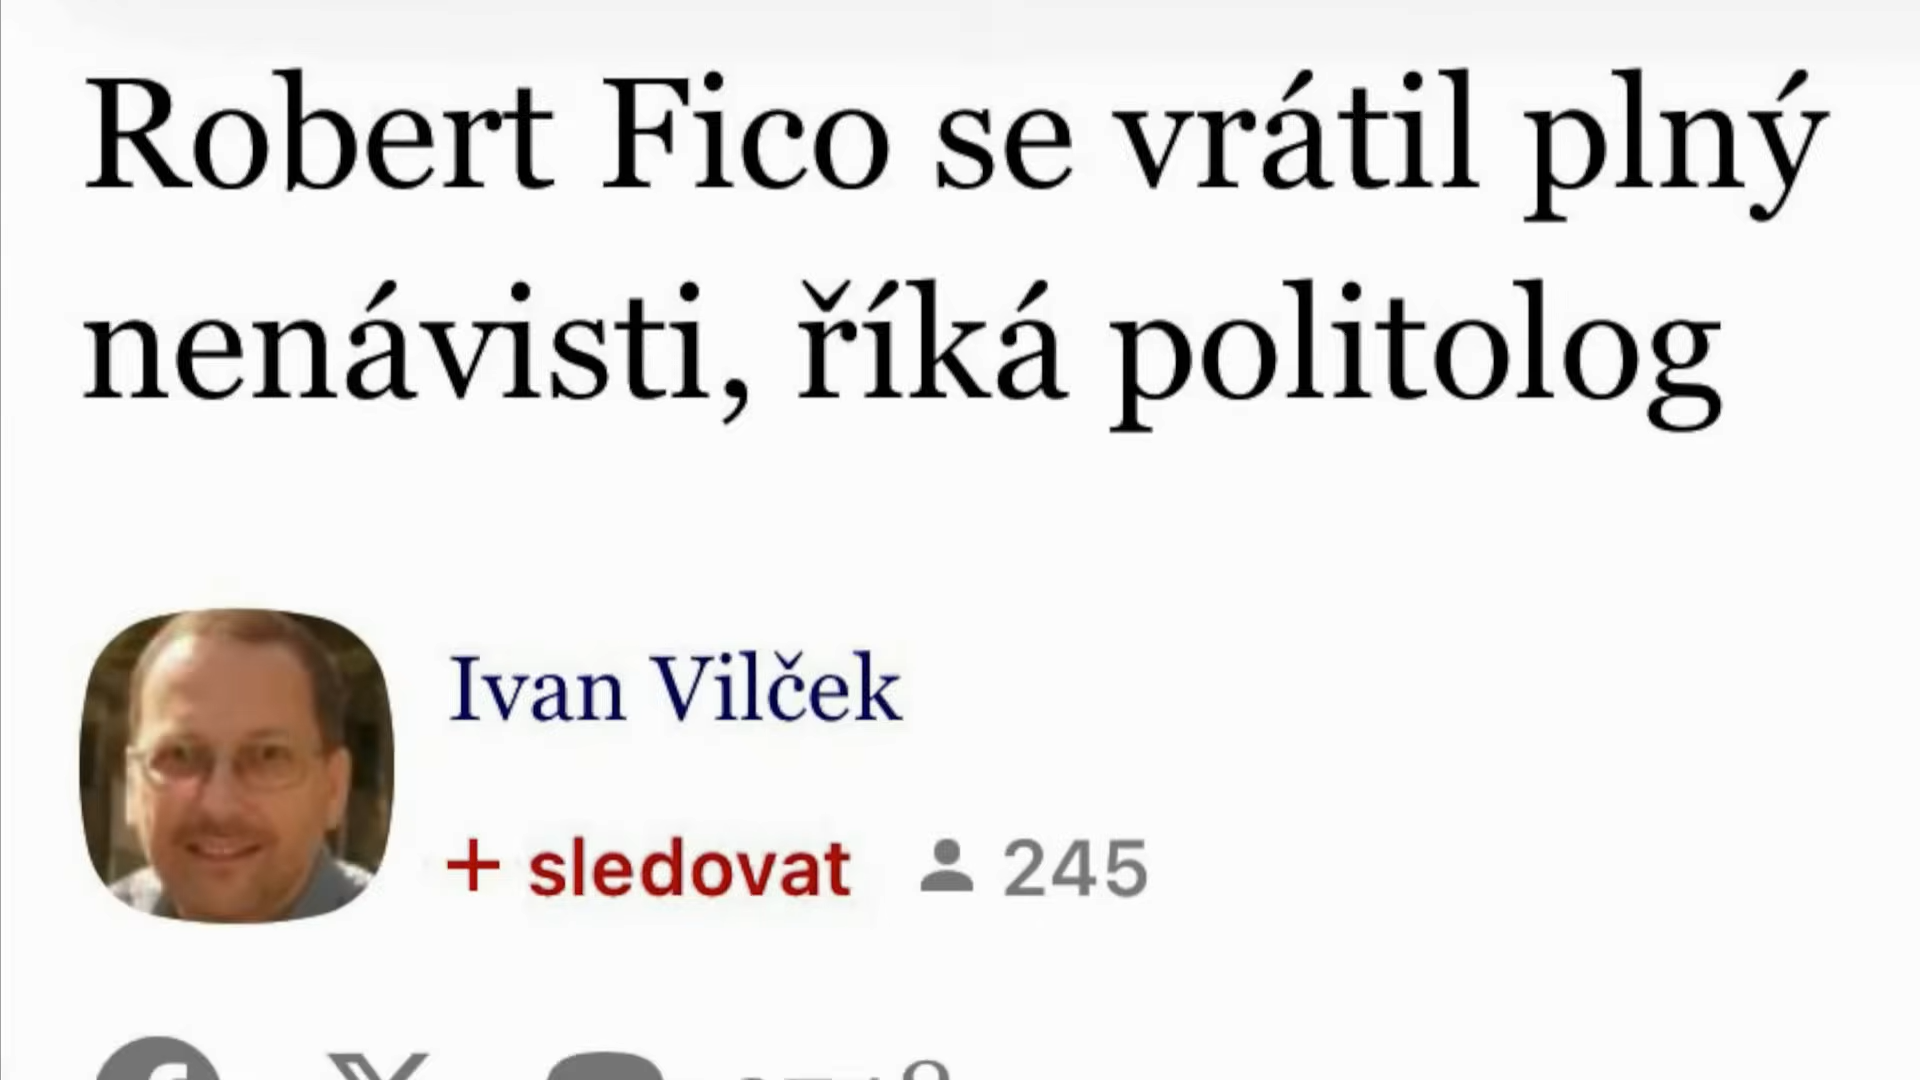 Robert Fico se vrátil plný
nenávisti, říká politolog
Ivan Vilček
+ sledovat 245